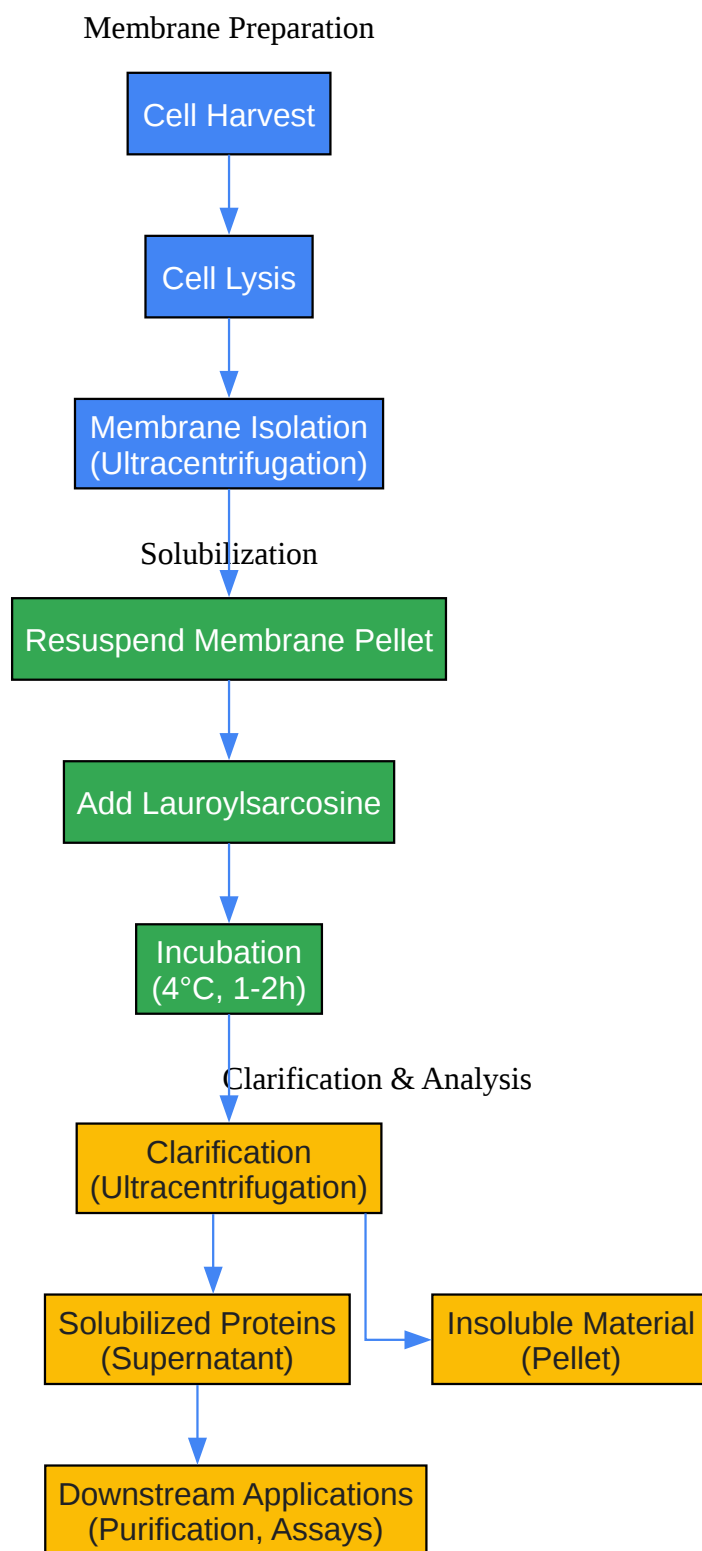 Membrane Preparation
Cell Harvest
Cell Lysis
Membrane Isolation
(Ultracentrifugation)
Solubilization
Resuspend Membrane Pellet
Add Lauroylsarcosine
Incubation
(4°C, 1-2h)
Clarification & Analysis
Clarification
(Ultracentrifugation)
Solubilized Proteins
(Supernatant)
Insoluble Material
(Pellet)
Downstream Applications
(Purification, Assays)